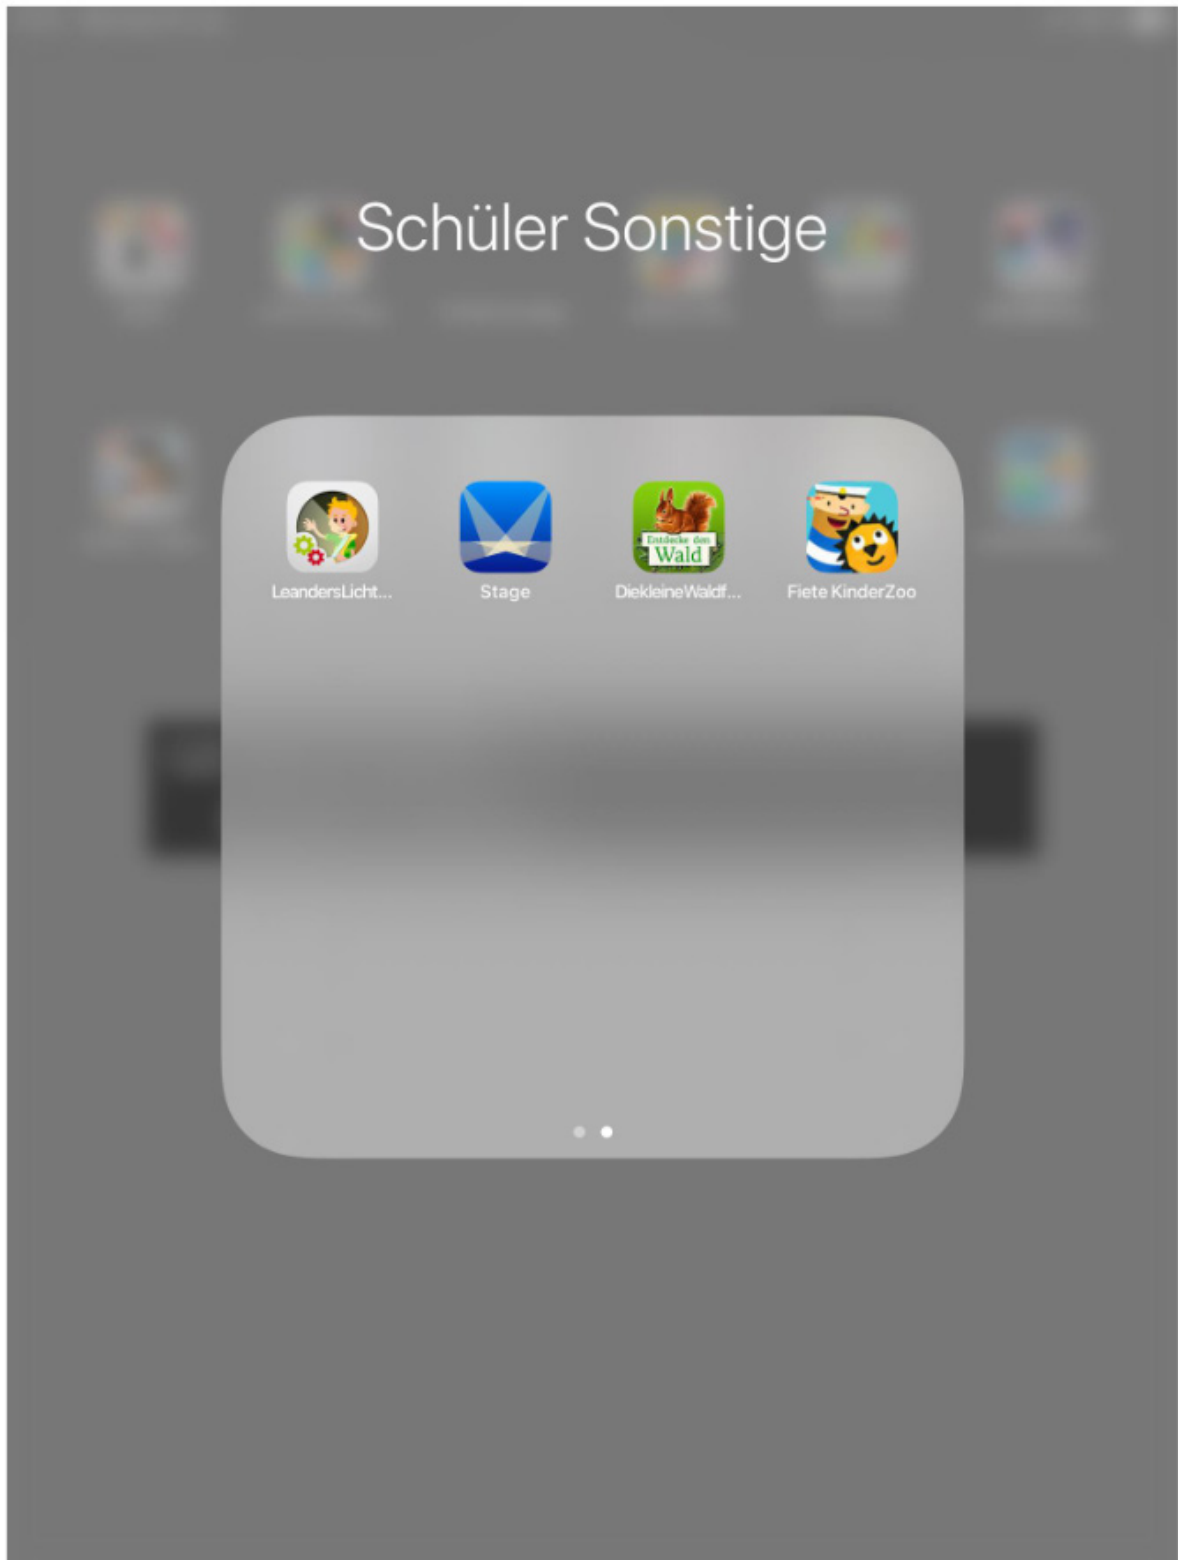 Schüler Sonstige
Entdecke den
Wald
LeandersLicht...
Stage
DiekleineWaldf...
Fiete KinderZoo